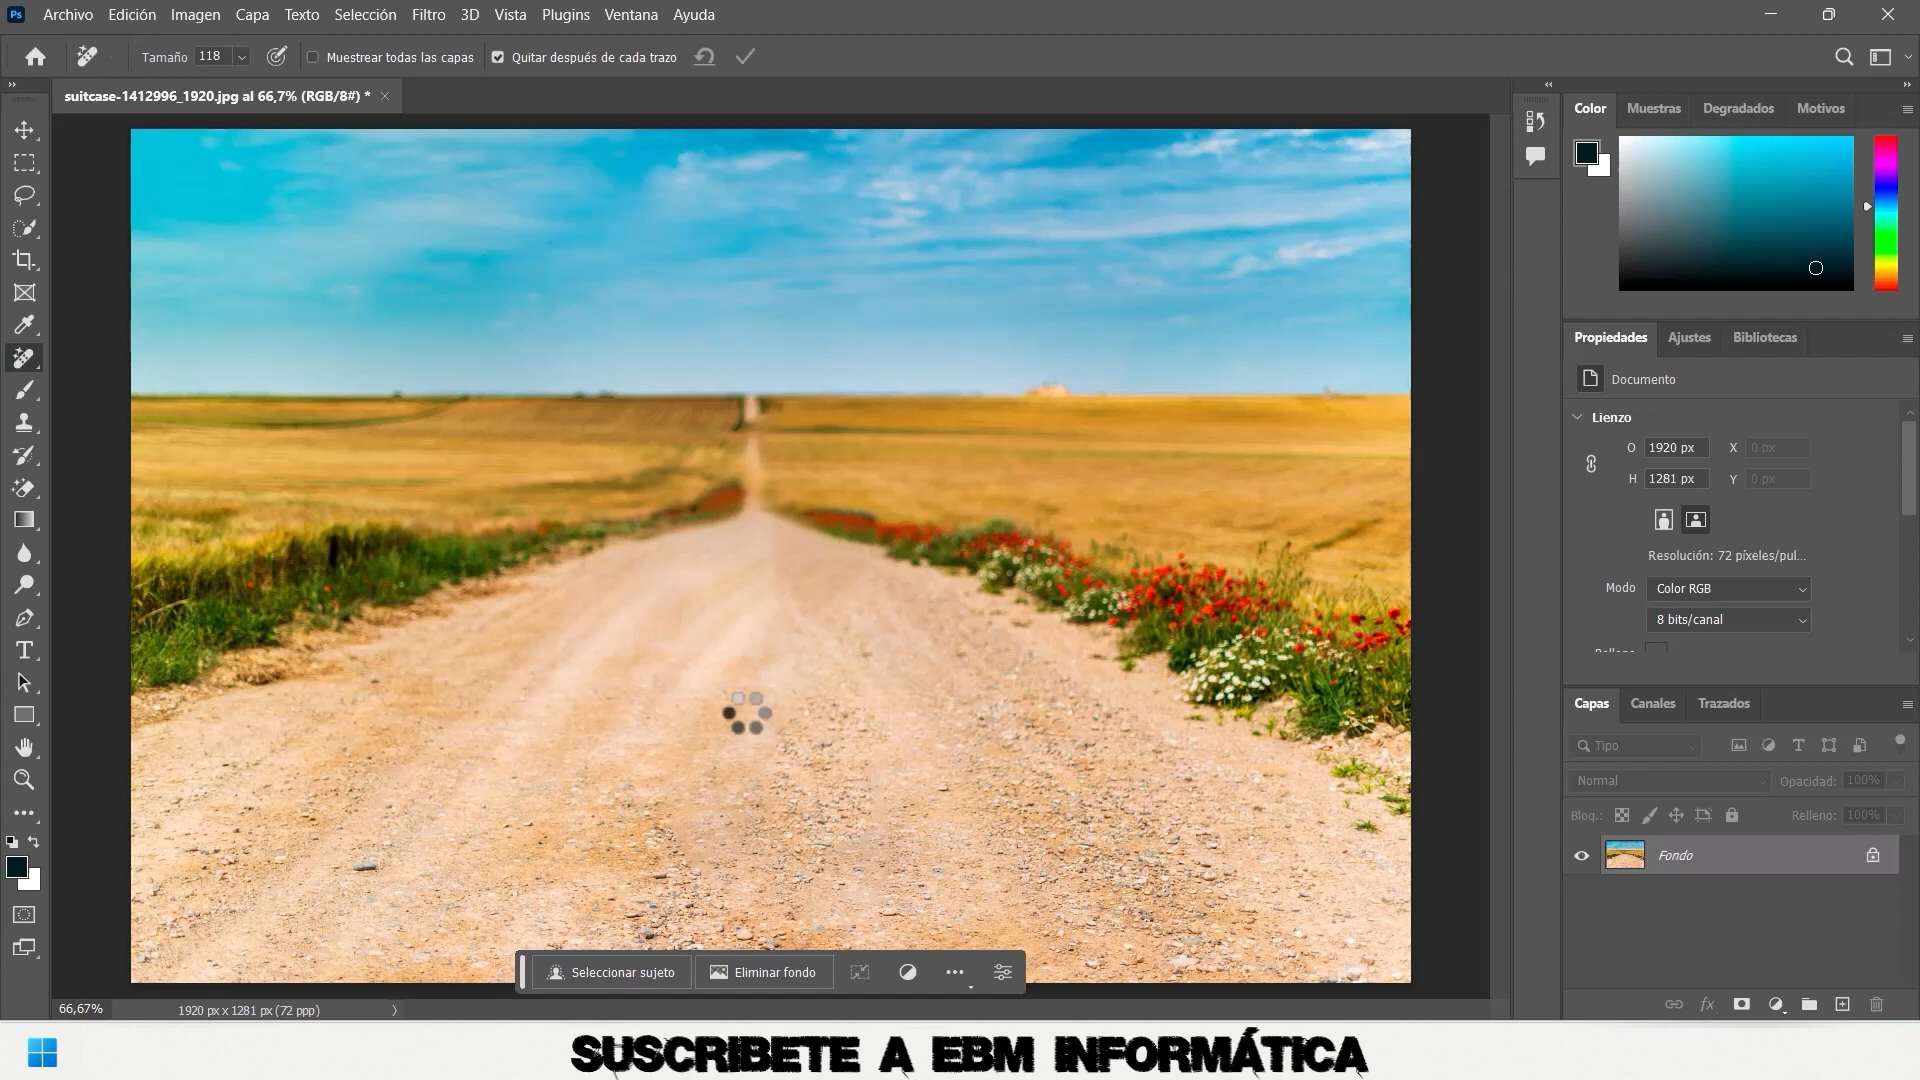 Ps Archivo Edición Imagen Capa Texto Selección Filtro 3D Vista Plugins Ventana Ayuda
Tamaño 118 Muestrear todas las capas Quitar después de cada trazo
suitcase-1412996_1920.jpg al 66,7% (RGB/8#) *
Color Muestras Degradados Motivos
Propiedades Ajustes Bibliotecas
Documento
Lienzo
O 1920 px X 0 px
H 1281 px Y 0 px
Resolución: 72 píxeles/pul...
Modo Color RGB
8 bits/canal
Capas Canales Trazados
Tipo
Normal Opacidad: 100%
Bloq.: Relleno: 100%
Fondo
Seleccionar sujeto Eliminar fondo
66,67% 1920 px x 1281 px (72 ppp)
SUSCRIBETE A EBM INFORMÁTICA